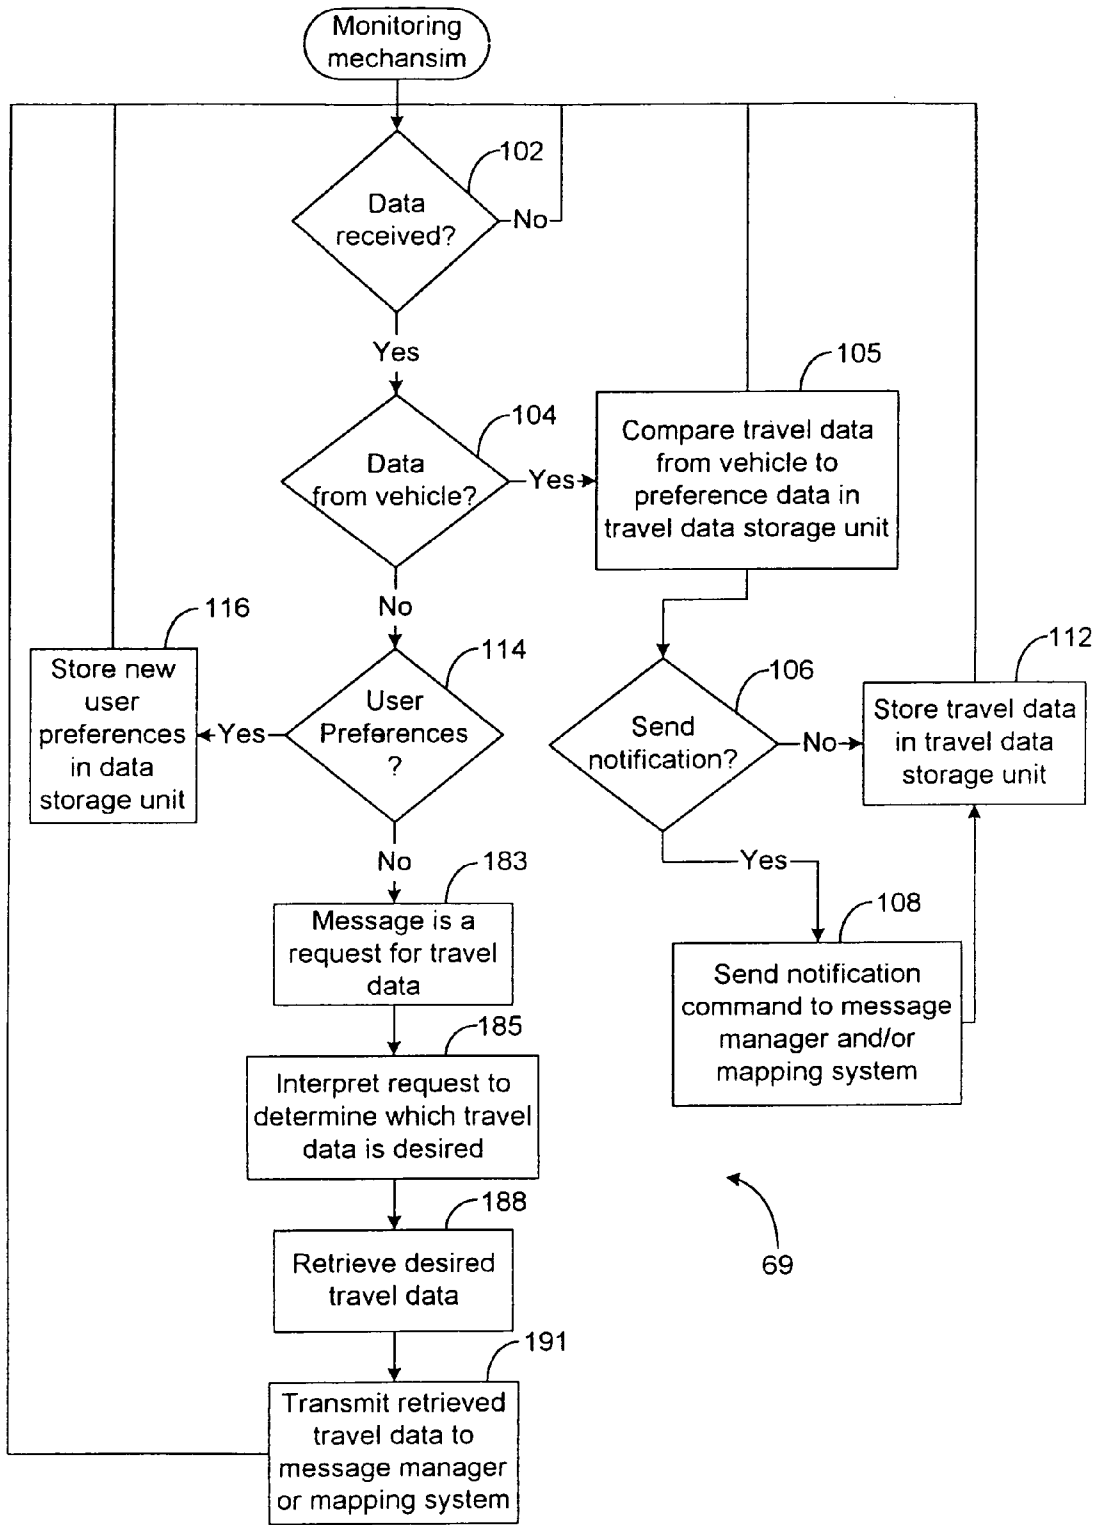 Monitoring
mechansim
102
Data
received?
No
Yes
104
Data
from vehicle?
Yes
105
Compare travel data
from vehicle to
preference data in
travel data storage unit
No
116
Store new
user
preferences
in data
storage unit
Yes
114
User
Preferences
?
106
Send
notification?
No
112
Store travel data
in travel data
storage unit
No
Yes
183
Message is a
request for travel
data
108
Send notification
command to message
manager and/or
mapping system
185
Interpret request to
determine which travel
data is desired
188
Retrieve desired
travel data
69
191
Transmit retrieved
travel data to
message manager
or mapping system